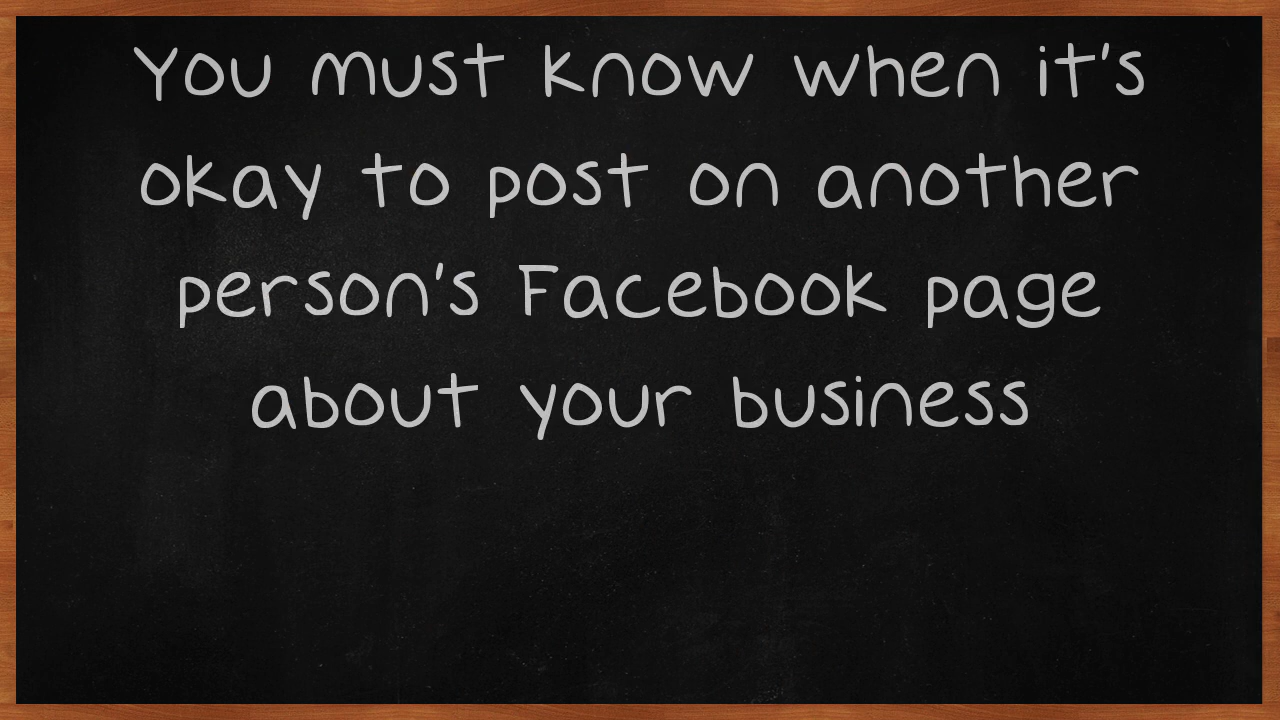 You must know when it's
okay to post on another
person's Facebook page
about your business